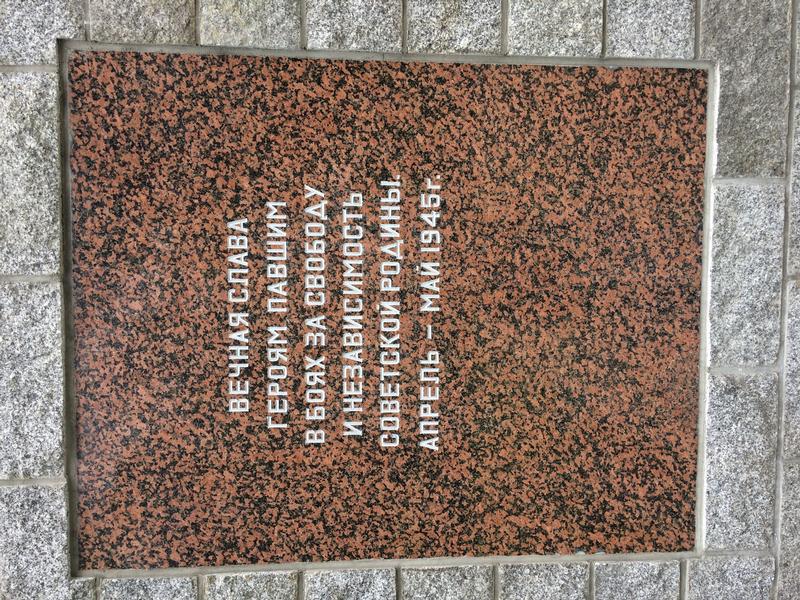 ВЕЧНАЯ СЛАВА
ГЕРОЯМ ПАВШИМ
В БОЯХ ЗА СВОБОДУ
И НЕЗАВИСИМОСТЬ
СОВЕТСКОЙ РОДИНЫ.
АПРЕЛЬ — МАЙ 1945г.